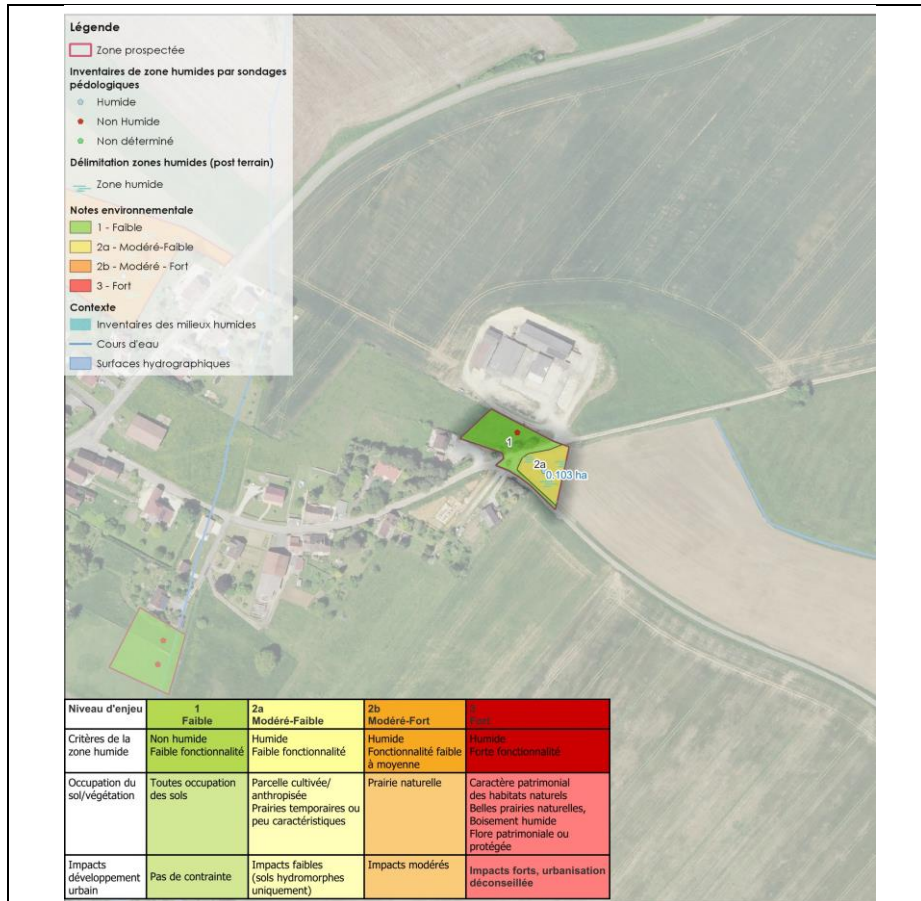 Légende
Zone prospectée
Inventaires de zone humides par sondages
pédologiques
Humide
Non Humide
Non déterminé
Délimitation zones humides (post terrain)
Zone humide
Notes environnementale
1 - Faible
2a - Modéré-Faible
2b - Modéré - Fort
3 - Fort
Contexte
Inventaires des milieux humides
Cours d'eau
Surfaces hydrographiques
1
2a
0.103 ha
Niveau d'enjeu
1
Faible
2a
Modéré-Faible
2b
Modéré-Fort
3
Fort
Critères de la
zone humide
Non humide
Faible fonctionnalité
Humide
Faible fonctionnalité
Humide
Fonctionnalité faible
à moyenne
Humide
Forte fonctionnalité
Occupation du
sol/végétation
Toutes occupation
des sols
Parcelle cultivée/
anthropisée
Prairies temporaires ou
peu caractéristiques
Prairie naturelle
Caractère patrimonial
des habitats naturels
Belles prairies naturelles,
Boisement humide
Flore patrimoniale ou
protégée
Impacts
développement
urbain
Pas de contrainte
Impacts faibles
(sols hydromorphes
uniquement)
Impacts modérés
Impacts forts, urbanisation
déconseillée